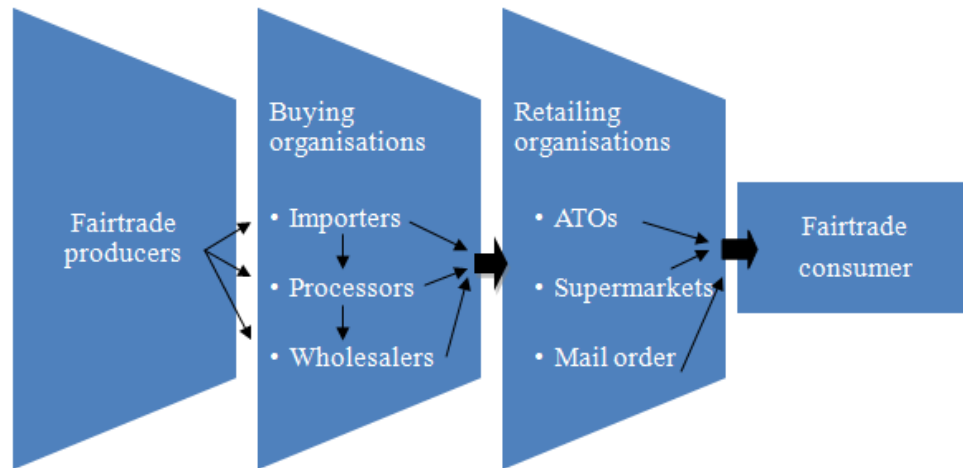 Fairtrade
producers
Buying
organisations
• Importers
• Processors
• Wholesalers
Retailing
organisations
• ATOs
• Supermarkets
• Mail order
Fairtrade
consumer